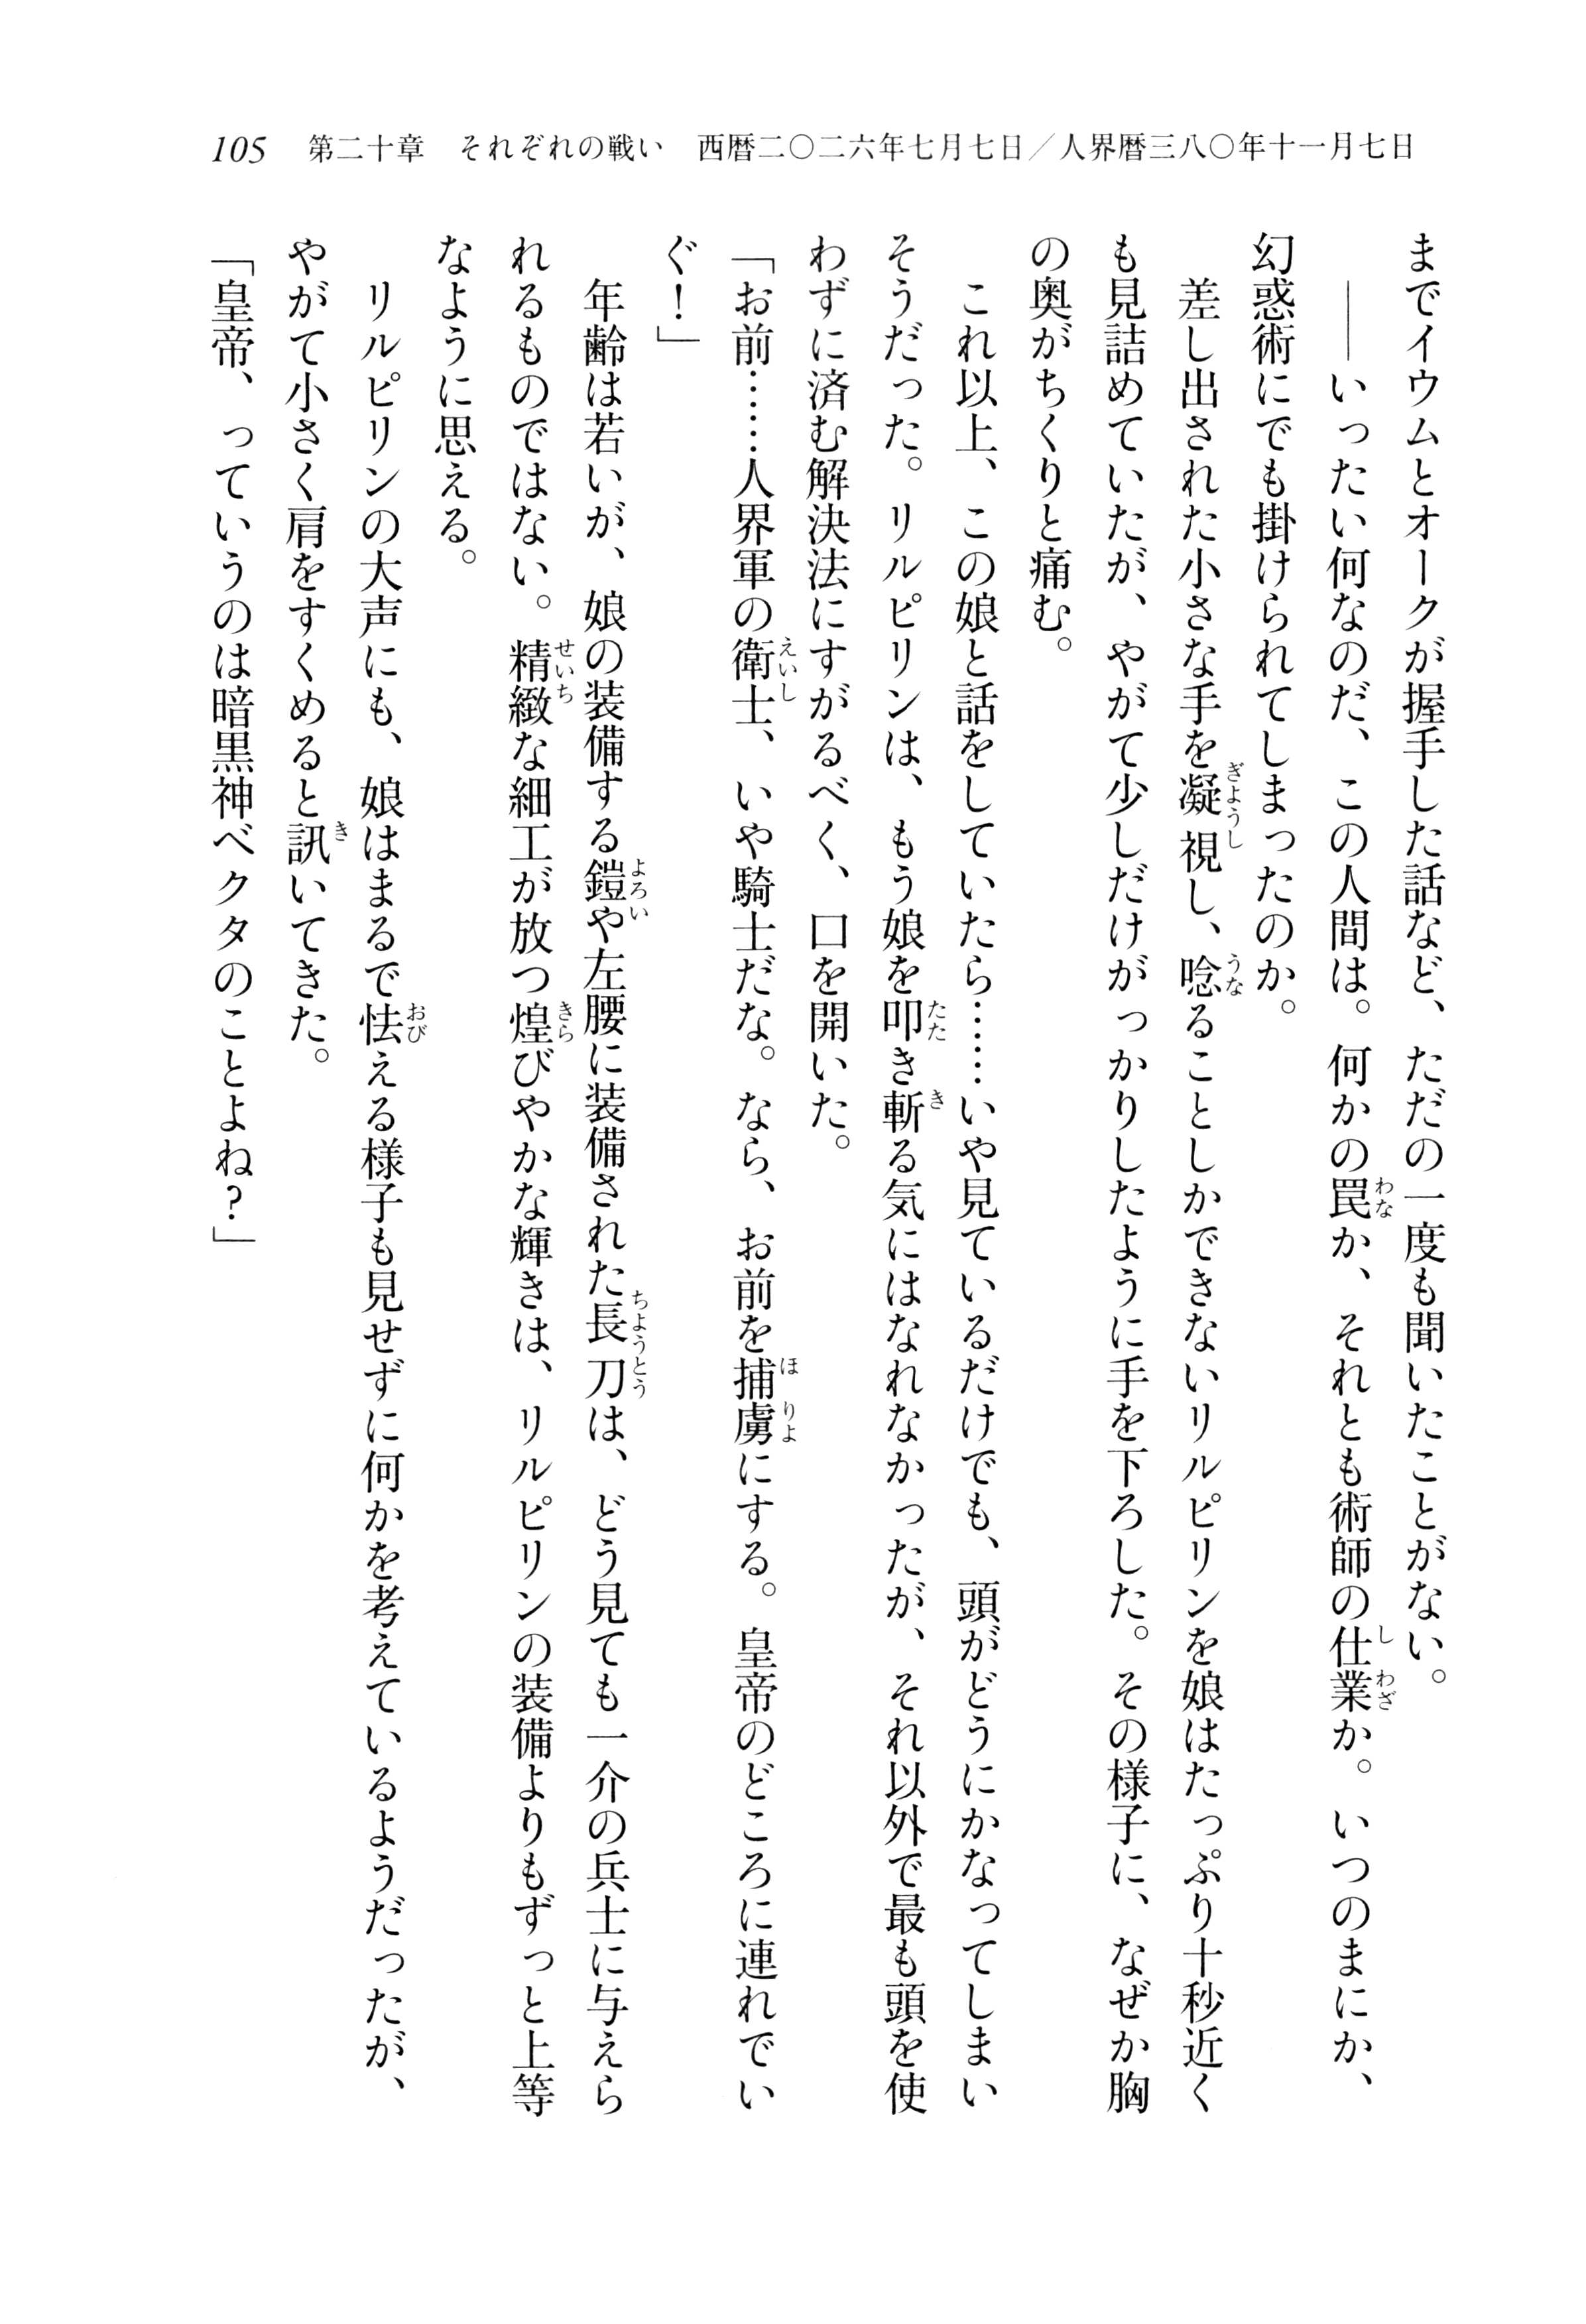 105　第二十章　それぞれの戦い　西暦二〇二六年七月七日／人界暦三八〇年十一月七日
までイウムとオークが握手した話など、ただの一度も聞いたことがない。
――いったい何なのだ、この人間は。何かの罠か、それとも術師の仕業か。いつのまにか、
幻惑術にでも掛けられてしまったのか。
差し出された小さな手を凝視し、唸ることしかできないリルピリンを娘はたっぷり十秒近く
も見詰めていたが、やがて少しだけがっかりしたように手を下ろした。その様子に、なぜか胸
の奥がちくりと痛む。
これ以上、この娘と話をしていたら……いや見ているだけでも、頭がどうにかなってしまい
そうだった。リルピリンは、もう娘を叩き斬る気にはなれなかったが、それ以外で最も頭を使
わずに済む解決法にすがるべく、口を開いた。
「お前……人界軍の衛士、いや騎士だな。なら、お前を捕虜にする。皇帝のどころに連れでい
ぐ！」
年齢は若いが、娘の装備する鎧や左腰に装備された長刀は、どう見ても一介の兵士に与えら
れるものではない。精緻な細工が放つ煌びやかな輝きは、リルピリンの装備よりもずっと上等
なように思える。
リルピリンの大声にも、娘はまるで怯える様子も見せずに何かを考えているようだったが、
やがて小さく肩をすくめると訊いてきた。
「皇帝、っていうのは暗黒神ベクタのことよね？」